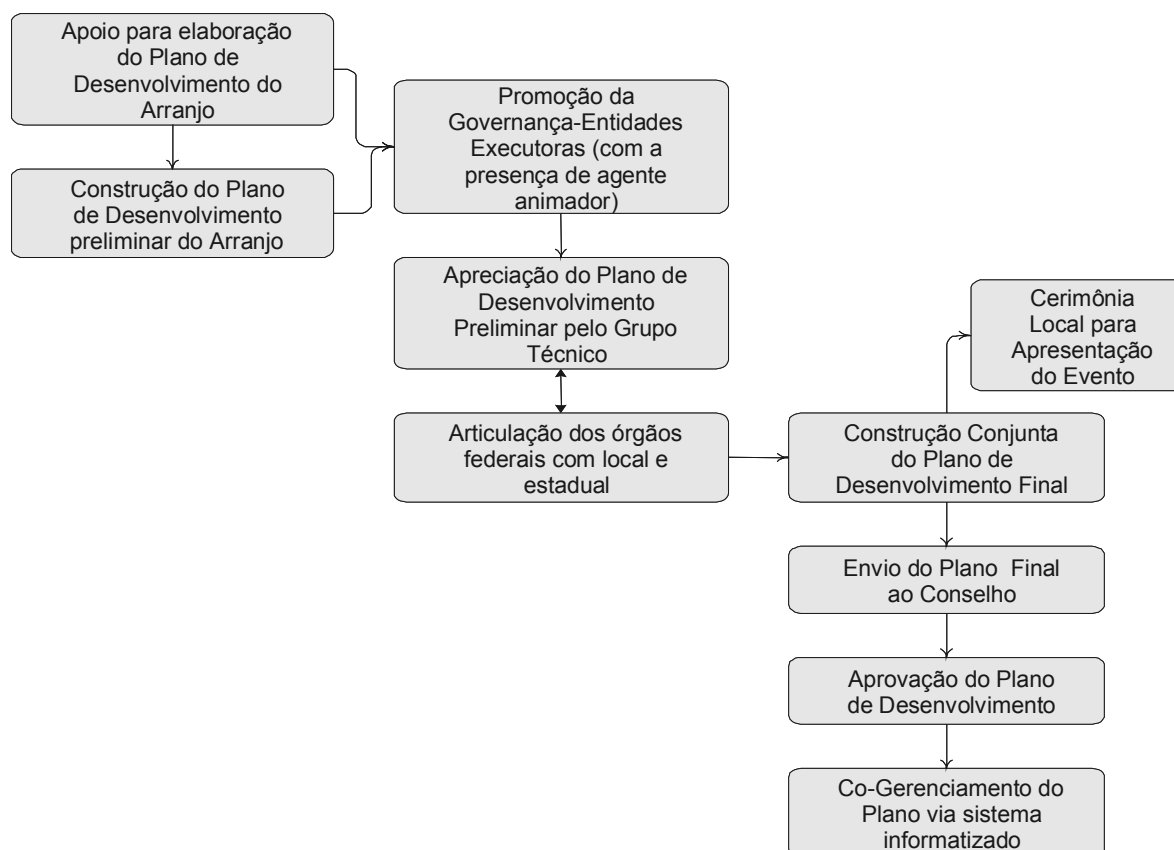 Apoio para elaboração
do Plano de
Desenvolvimento do
Arranjo
Construção do Plano
de Desenvolvimento
preliminar do Arranjo
Promoção da
Governança-Entidades
Executoras (com a
presença de agente
animador)
Apreciação do Plano de
Desenvolvimento
Preliminar pelo Grupo
Técnico
Articulação dos órgãos
federais com local e
estadual
Cerimônia
Local para
Apresentação
do Evento
Construção Conjunta
do Plano de
Desenvolvimento Final
Envio do Plano Final
ao Conselho
Aprovação do Plano
de Desenvolvimento
Co-Gerenciamento do
Plano via sistema
informatizado